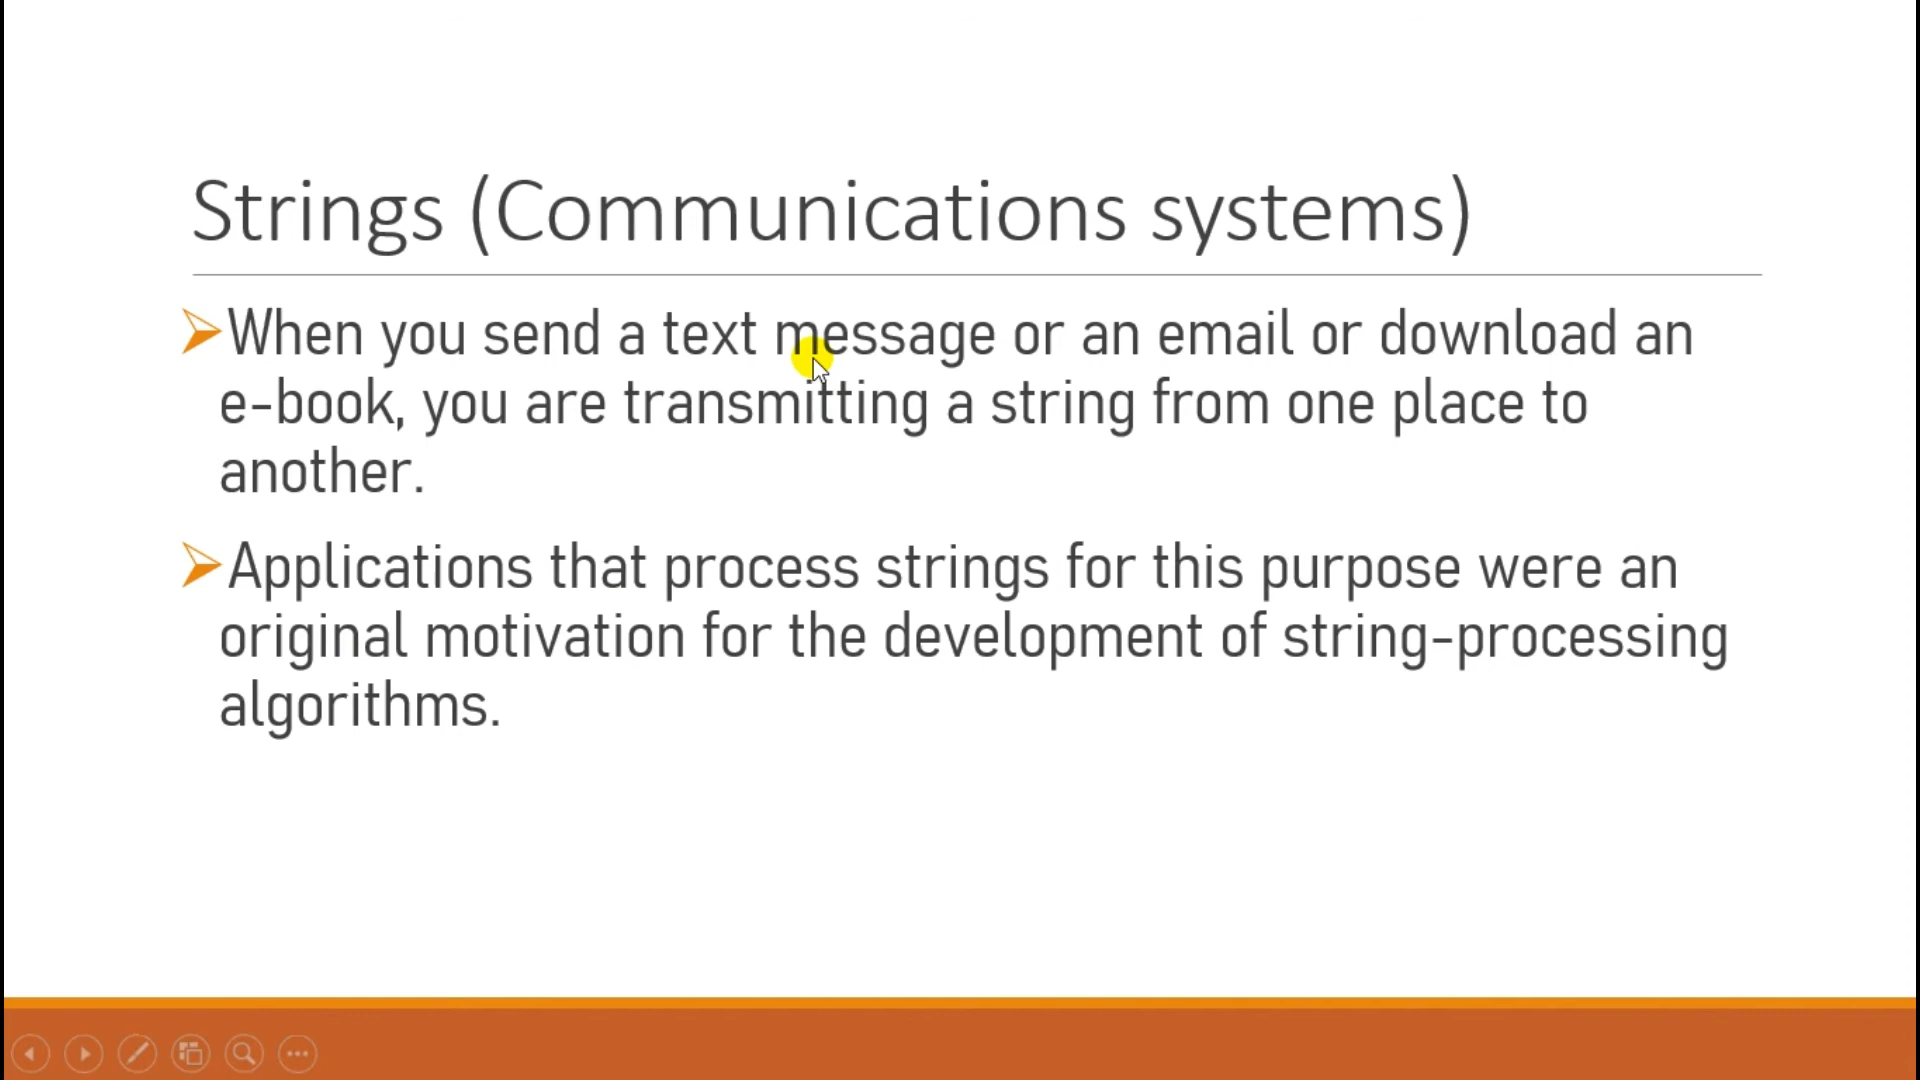 Strings (Communications systems)
When you send a text message or an email or download an
e-book, you are transmitting a string from one place to
another.
Applications that process strings for this purpose were an
original motivation for the development of string-processing
algorithms.